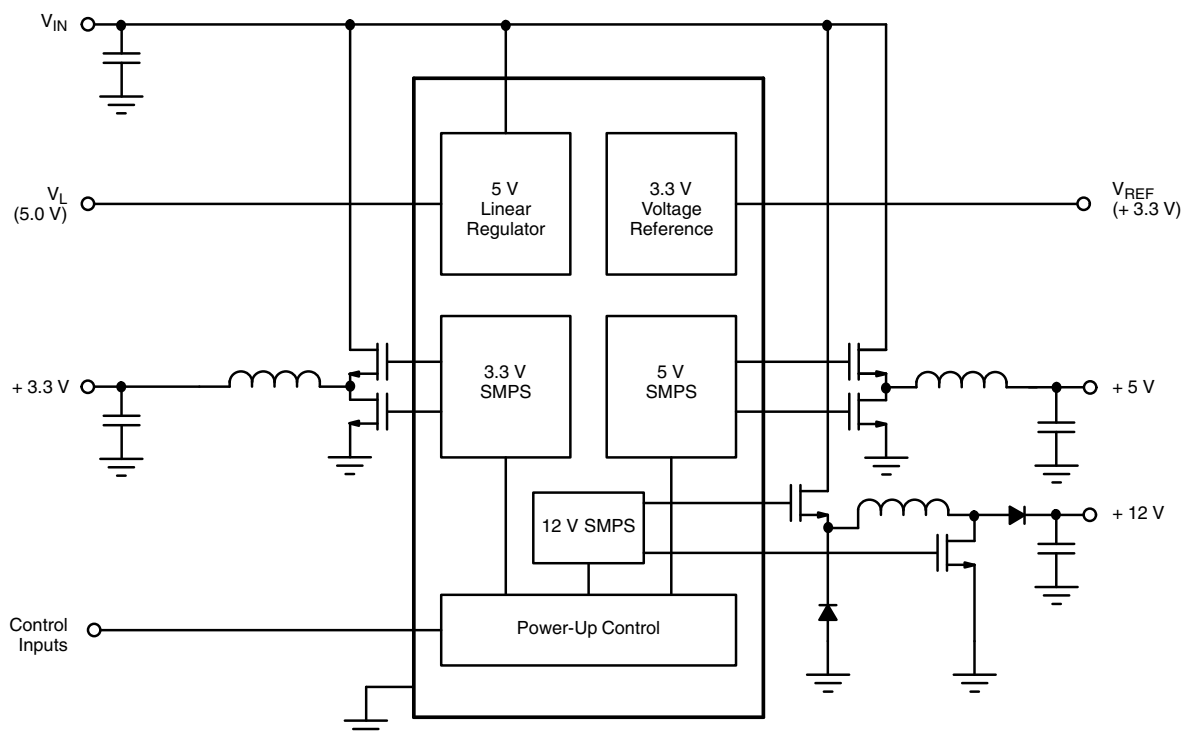 VIN
VL
(5.0 V)
5 V
Linear
Regulator
3.3 V
Voltage
Reference
VREF
(+ 3.3 V)
+ 3.3 V
3.3 V
SMPS
5 V
SMPS
+ 5 V
12 V SMPS
+ 12 V
Control
Inputs
Power-Up Control